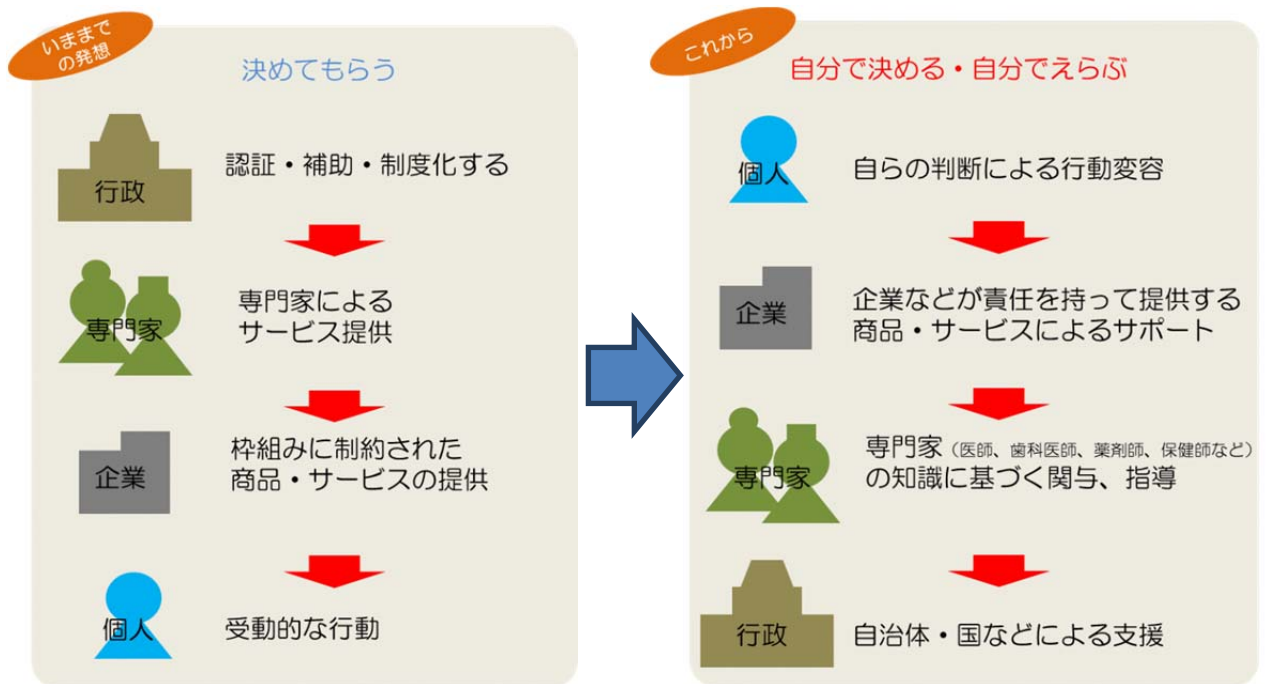 いままで
の発想
決めてもらう
行政
認証・補助・制度化する
専門家
専門家による
サービス提供
企業
枠組みに制約された
商品・サービスの提供
個人
受動的な行動
これから
自分で決める・自分でえらぶ
個人
自らの判断による行動変容
企業
企業などが責任を持って提供する
商品・サービスによるサポート
専門家
専門家（医師、歯科医師、薬剤師、保健師など）
の知識に基づく関与、指導
行政
自治体・国などによる支援